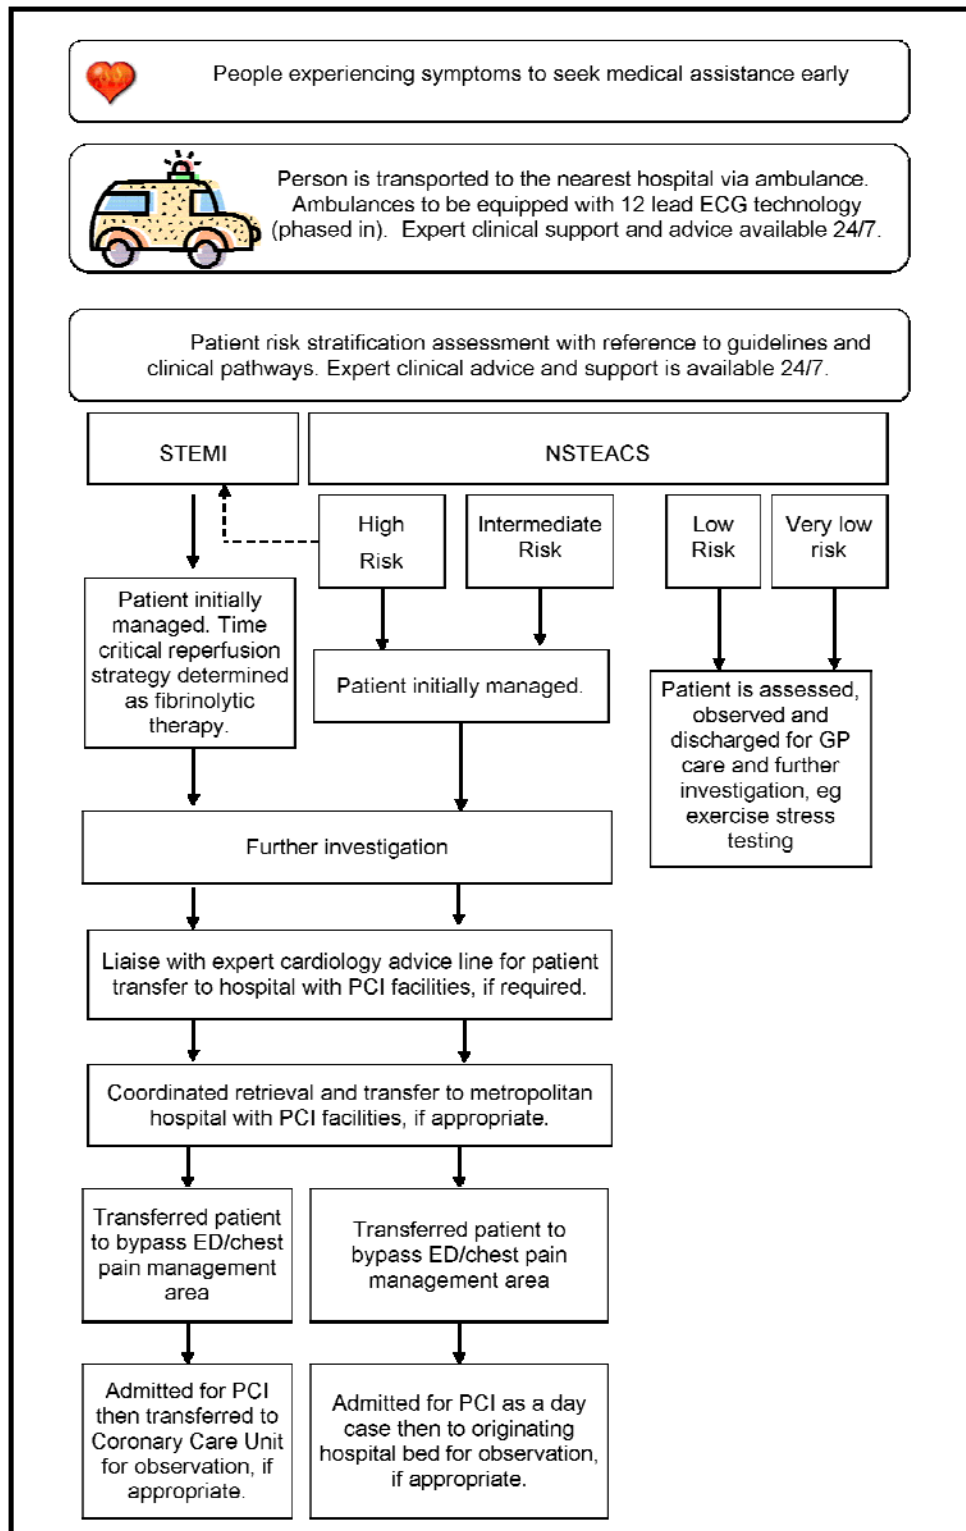 People experiencing symptoms to seek medical assistance early
Person is transported to the nearest hospital via ambulance.
Ambulances to be equipped with 12 lead ECG technology
(phased in). Expert clinical support and advice available 24/7.
Patient risk stratification assessment with reference to guidelines and
clinical pathways. Expert clinical advice and support is available 24/7.
STEMI
NSTEACS
High
Risk
Intermediate
Risk
Low
Risk
Very low
risk
Patient initially
managed. Time
critical reperfusion
strategy determined
as fibrinolytic
therapy.
Patient initially managed.
Patient is assessed,
observed and
discharged for GP
care and further
investigation, eg
exercise stress
testing
Further investigation
Liaise with expert cardiology advice line for patient
transfer to hospital with PCI facilities, if required.
Coordinated retrieval and transfer to metropolitan
hospital with PCI facilities, if appropriate.
Transferred patient
to bypass ED/chest
pain management
area
Transferred patient to
bypass ED/chest pain
management area
Admitted for PCI
then transferred to
Coronary Care Unit
for observation, if
appropriate.
Admitted for PCI as a day
case then to originating
hospital bed for observation,
if appropriate.